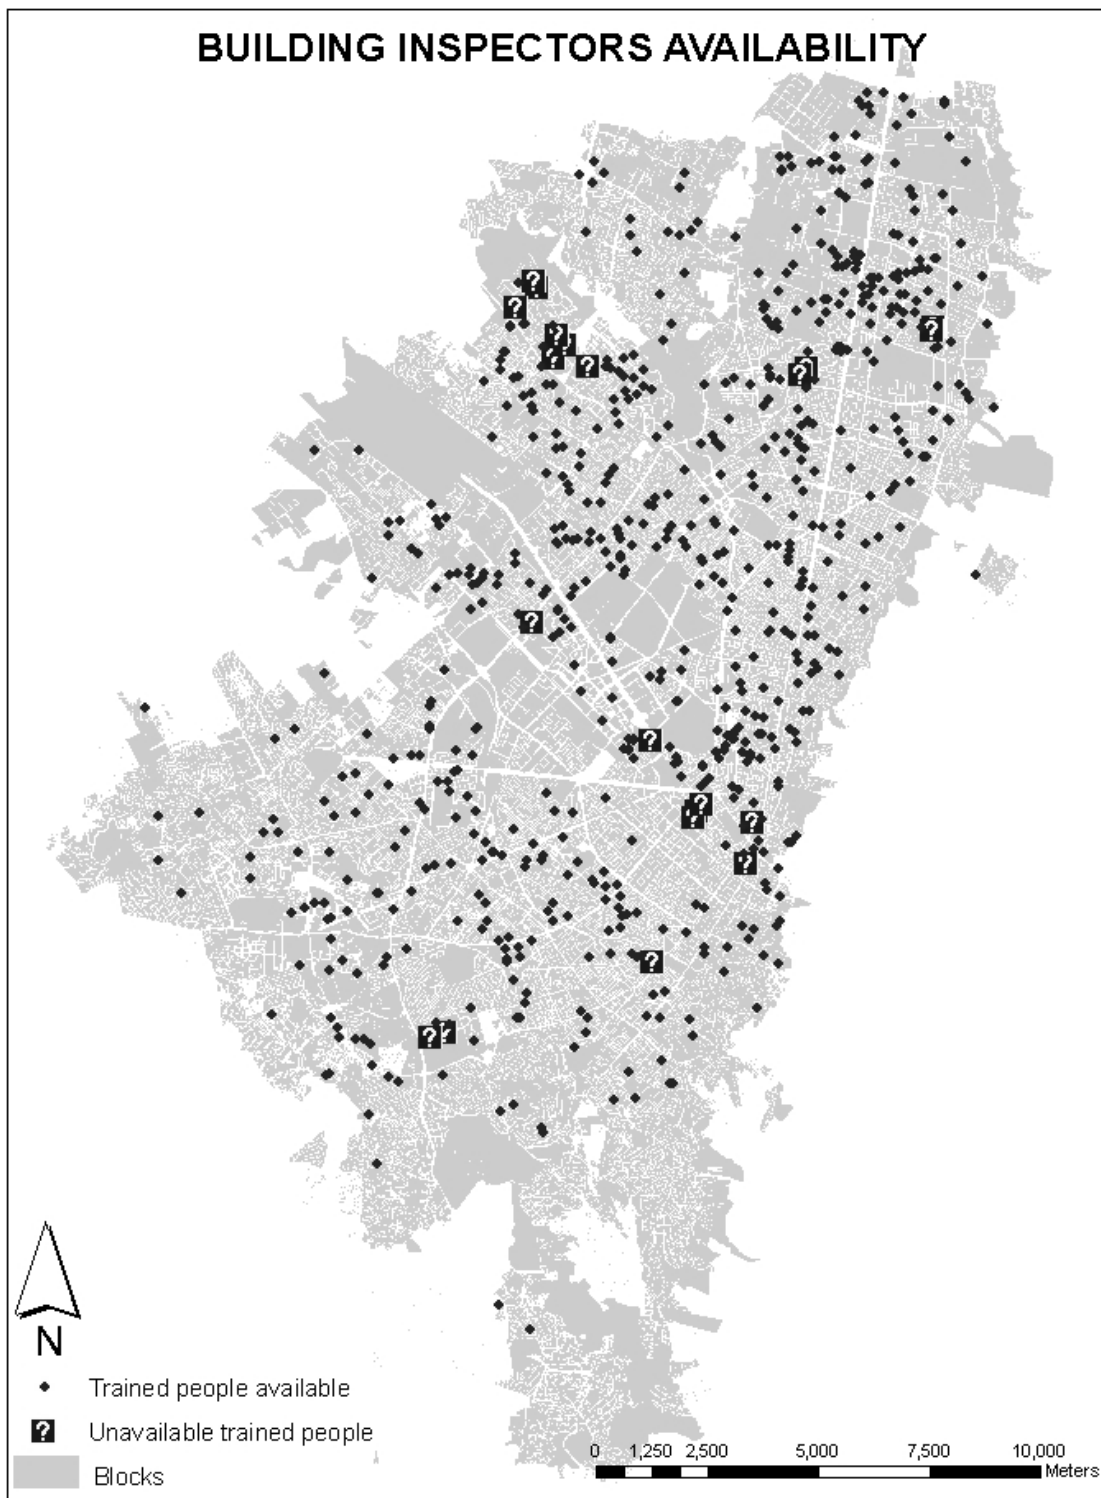 BUILDING INSPECTORS AVAILABILITY
N
Trained people available
? Unavailable trained people
Blocks
0 1,250 2,500 5,000 7,500 10,000
Meters